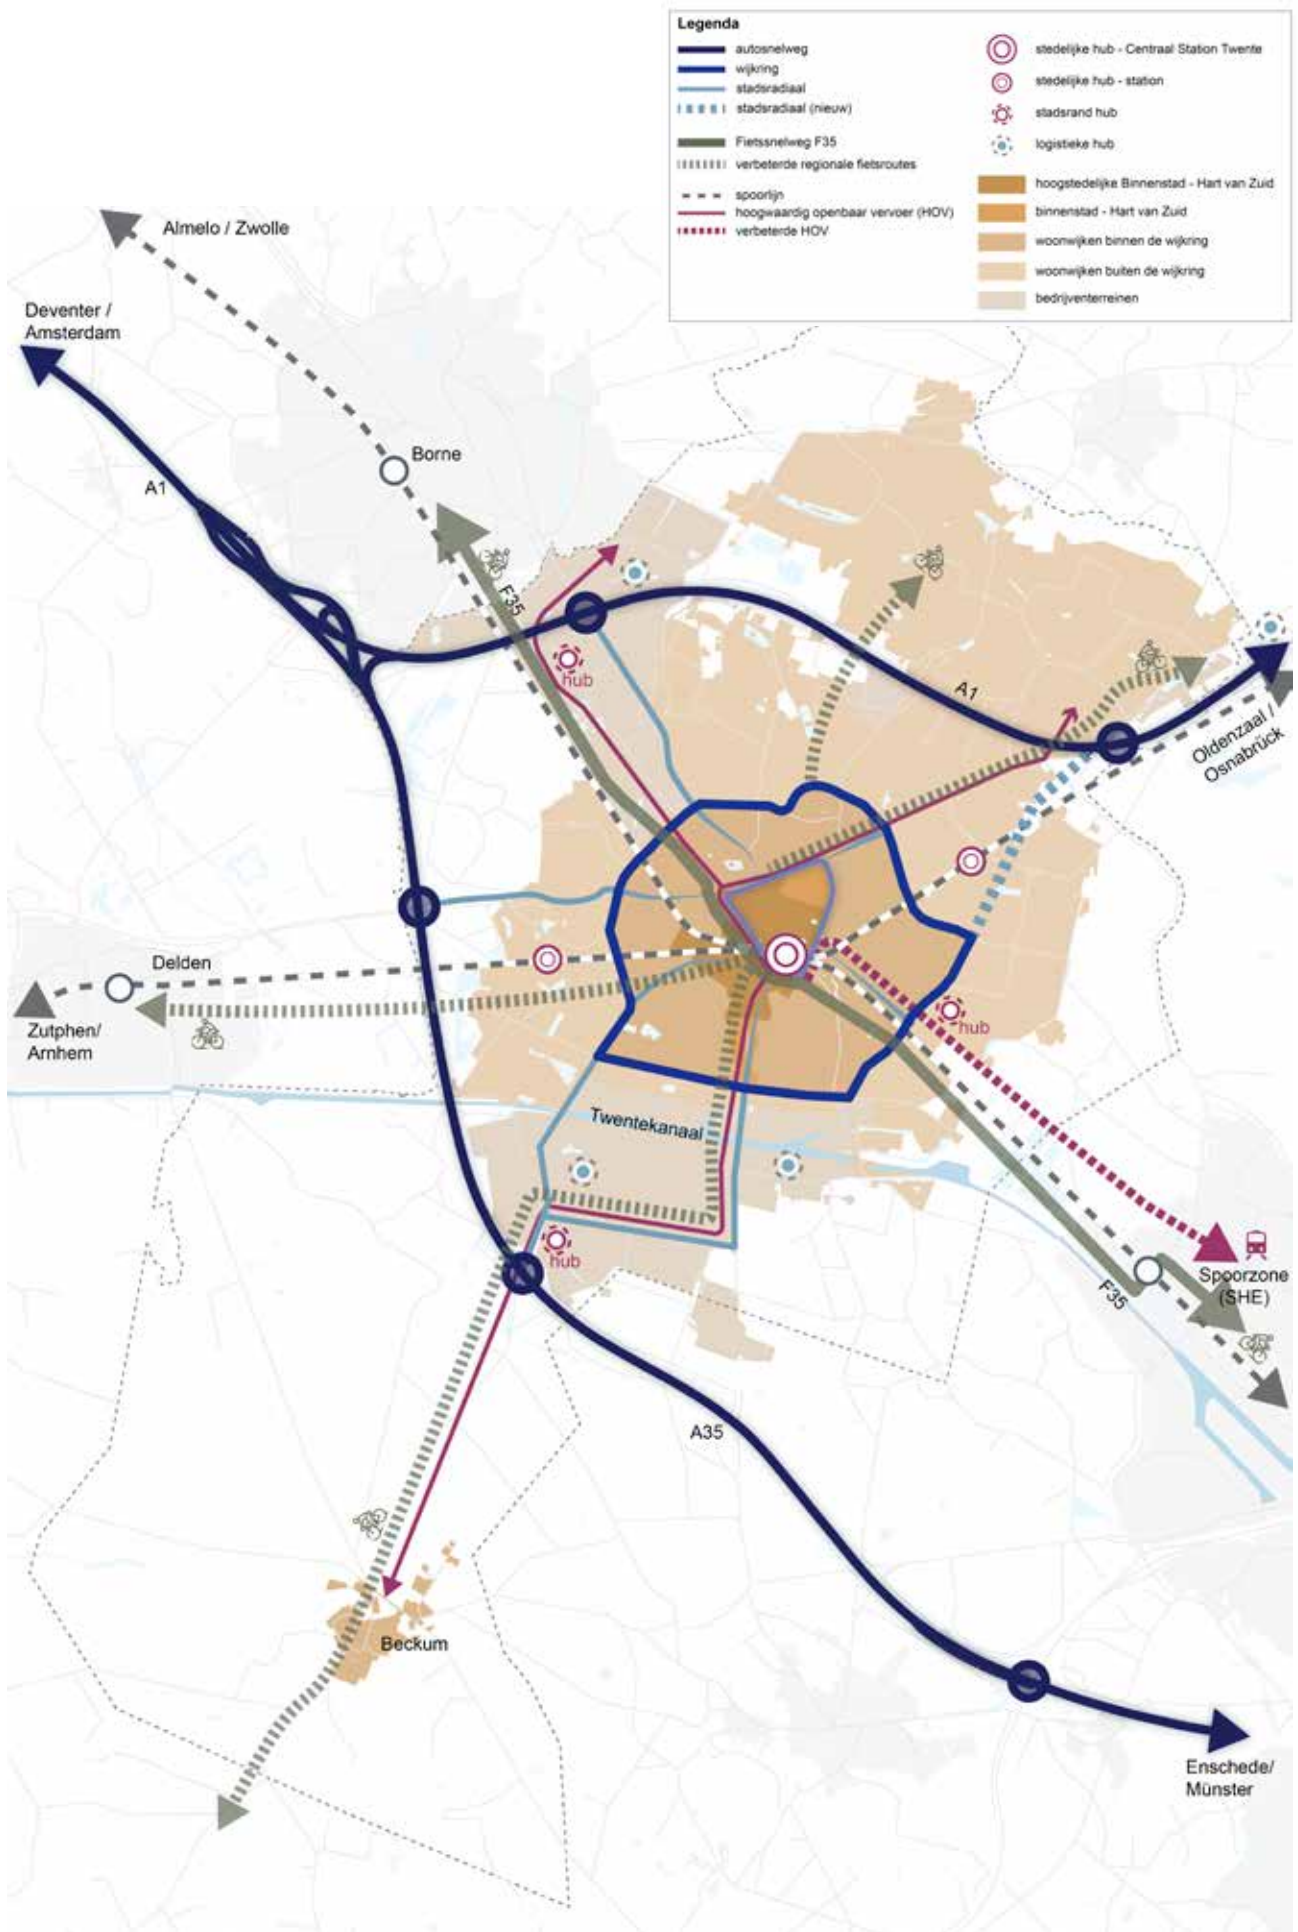 Legenda
autosnelweg
wijkring
stadsradiaal
stadsradiaal (nieuw)
Fietssnelweg F35
verbeterde regionale fietsroutes
spoorlijn
hoogwaardig openbaar vervoer (HOV)
verbeterde HOV
stedelijke hub - Centraal Station Twente
stedelijke hub - station
stadsrand hub
logistieke hub
hoogstedelijke Binnenstad - Hart van Zuid
binnenstad - Hart van Zuid
woonwijken binnen de wijkring
woonwijken buiten de wijkring
bedrijventerreinen
Almelo / Zwolle
Deventer /
Amsterdam
Borne
A1
F35
hub
A1
Oldenzaal /
Osnabrück
Delden
Zutphen/
Arnhem
hub
Twentekanaal
hub
Spoorzone
(SHE)
F35
A35
Beckum
Enschede/
Münster